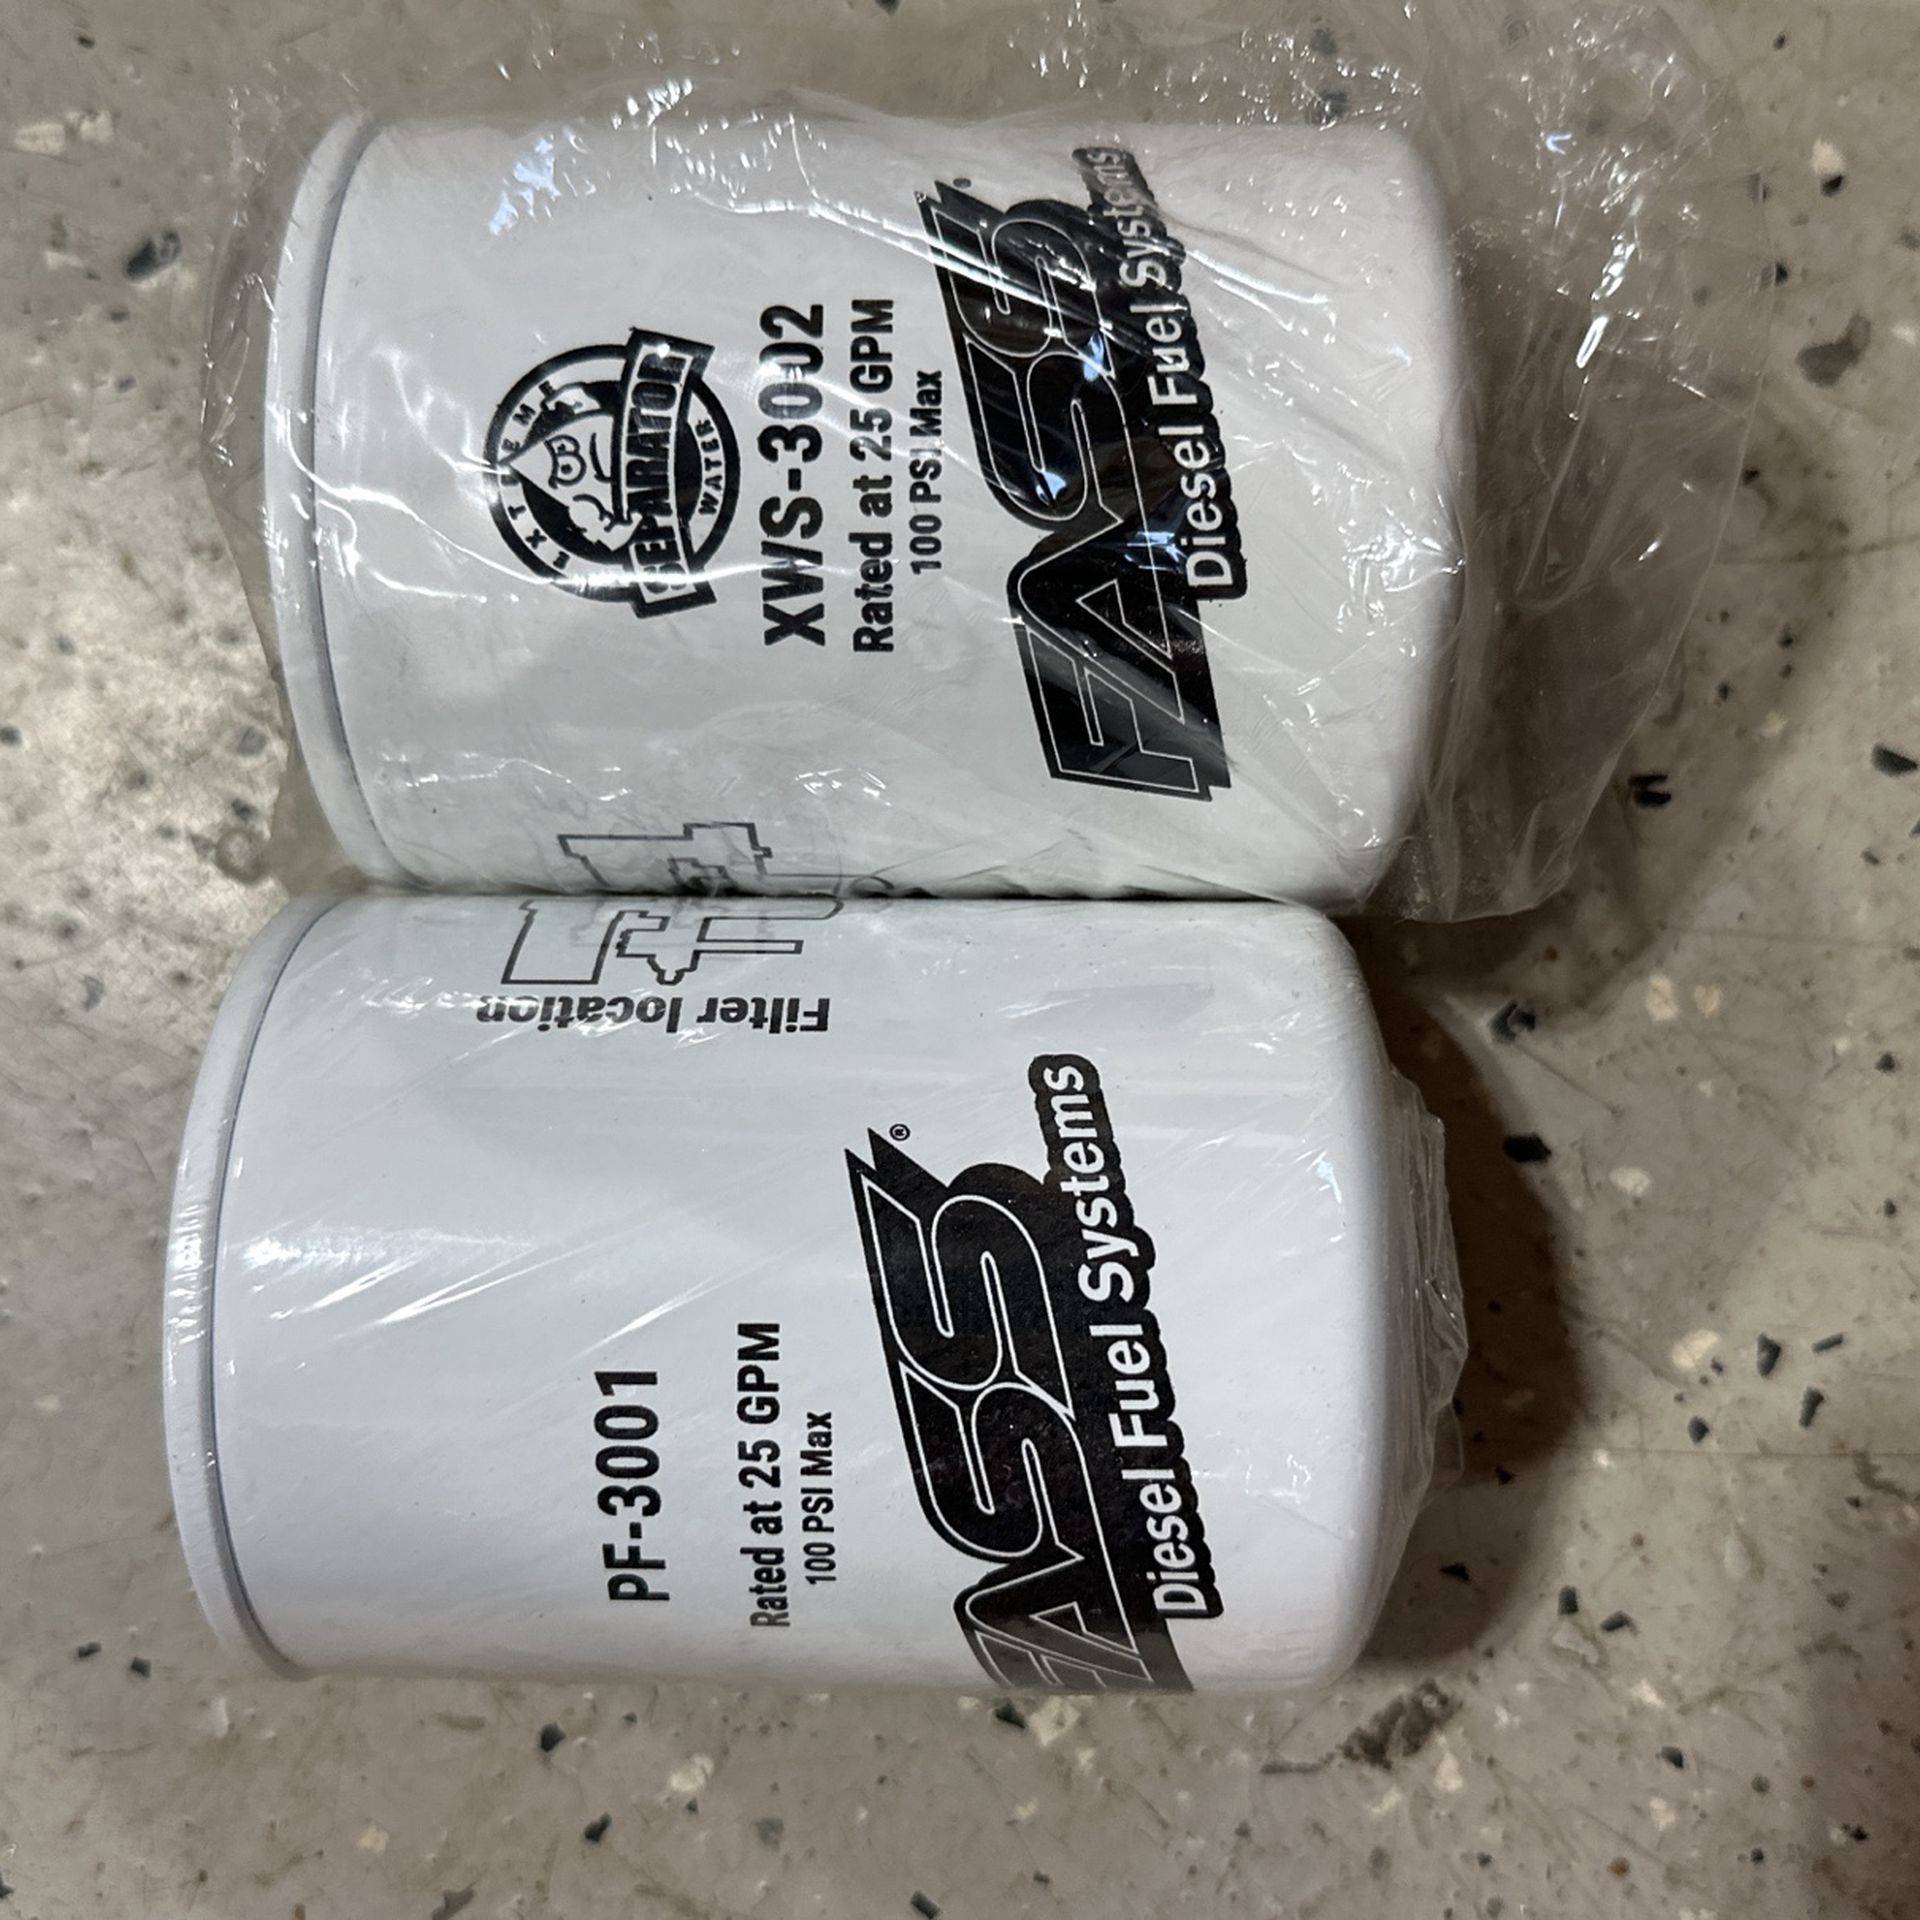 EXTREME
SEPARATOR
WATER
XWS-3002
Rated at 25 GPM
100 PSI Max
FASS
Diesel Fuel Systems
Filter location
PF-3001
Rated at 25 GPM
100 PSI Max
FASS®
Diesel Fuel Systems